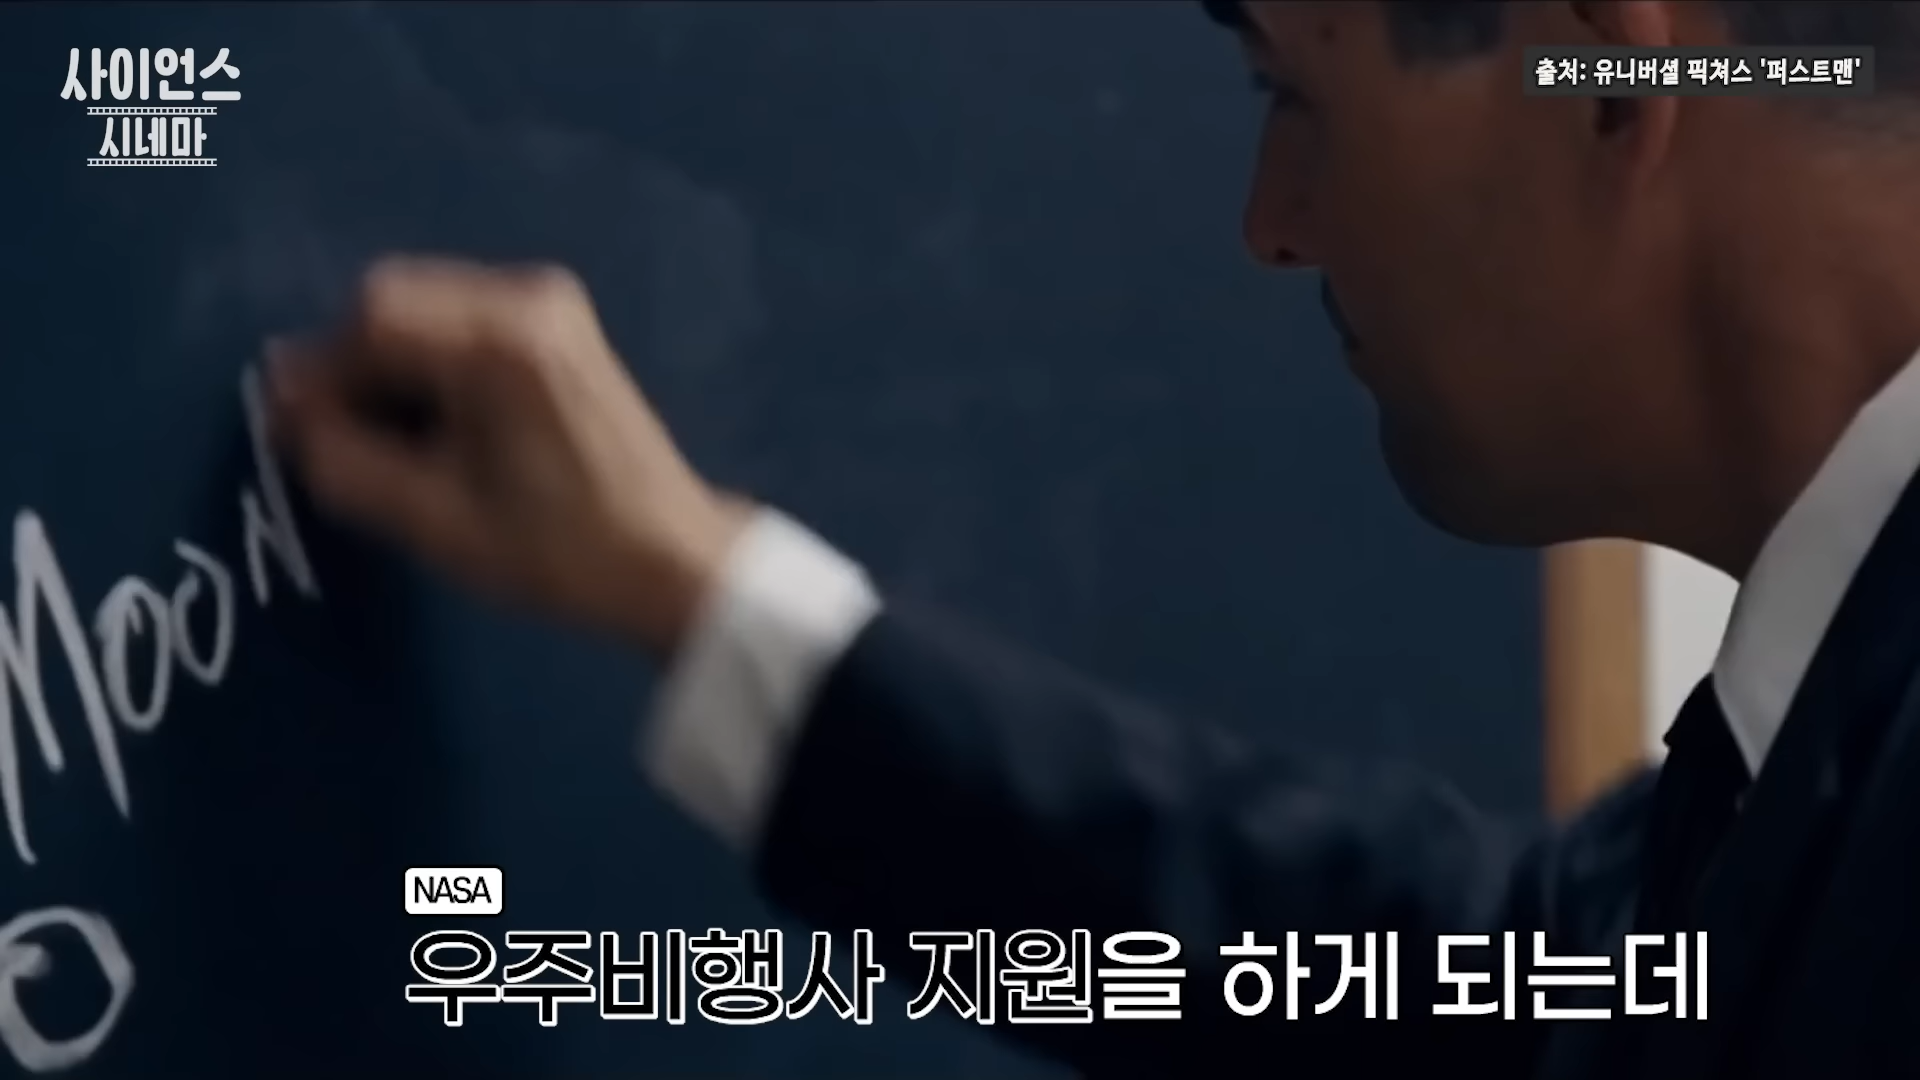 사이언스
시네마
출처: 유니버셜 픽쳐스 '퍼스트맨'
MOON
NASA
우주비행사 지원을 하게 되는데